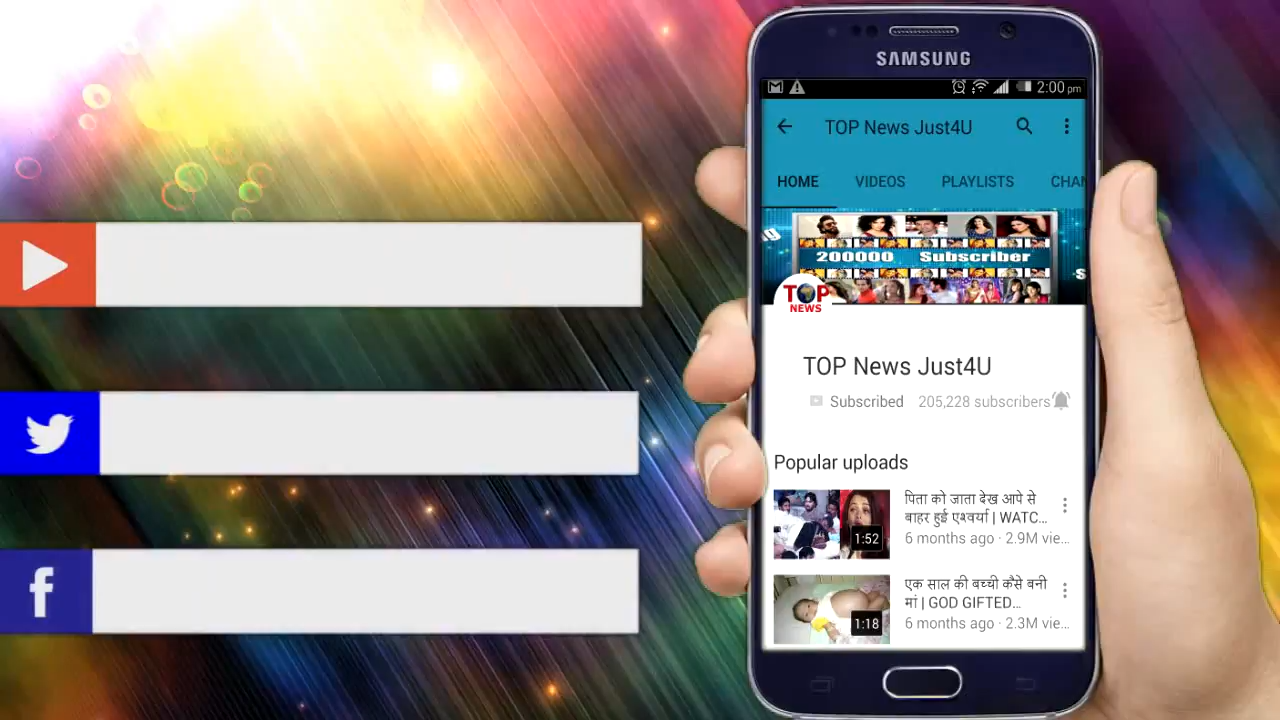 SAMSUNG
2:00 pm
TOP News Just4U
HOME VIDEOS PLAYLISTS CHAN
200000 Subscriber
TOP
NEWS
TOP News Just4U
Subscribed 205,228 subscribers
Popular uploads
पिता को जाता देख आपे से
बाहर हुई एश्वर्या | WATC...
1:52
6 months ago · 2.9M vie...
एक साल की बच्ची कैसे बनी
मां | GOD GIFTED...
1:18
6 months ago · 2.3M vie...